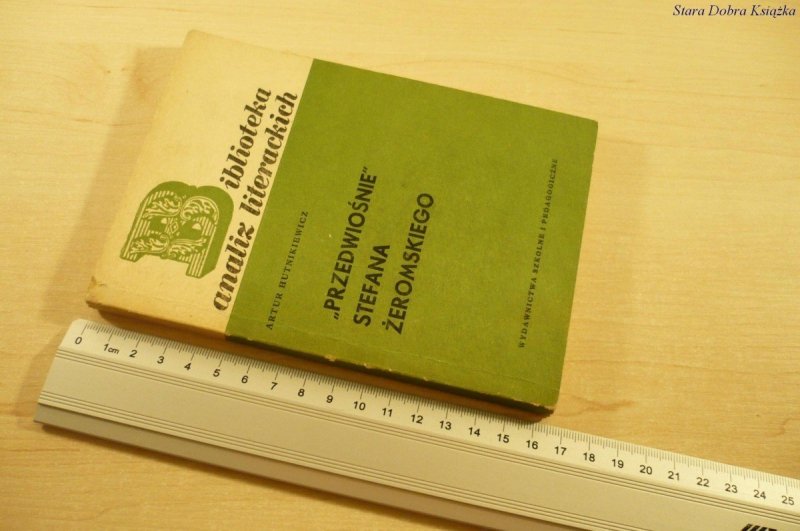 Stara Dobra Książka
Biblioteka
analiz literackich
ARTUR HUTNIKIEWICZ
„PRZEDWIOŚNIE”
STEFANA
ŻEROMSKIEGO
WYDAWNICTWA SZKOLNE I PEDAGOGICZNE
0 1cm 2 3 4 5 6 7 8 9 10 11 12 13 14 15 16 17 18 19 20 21 22 23 24 25